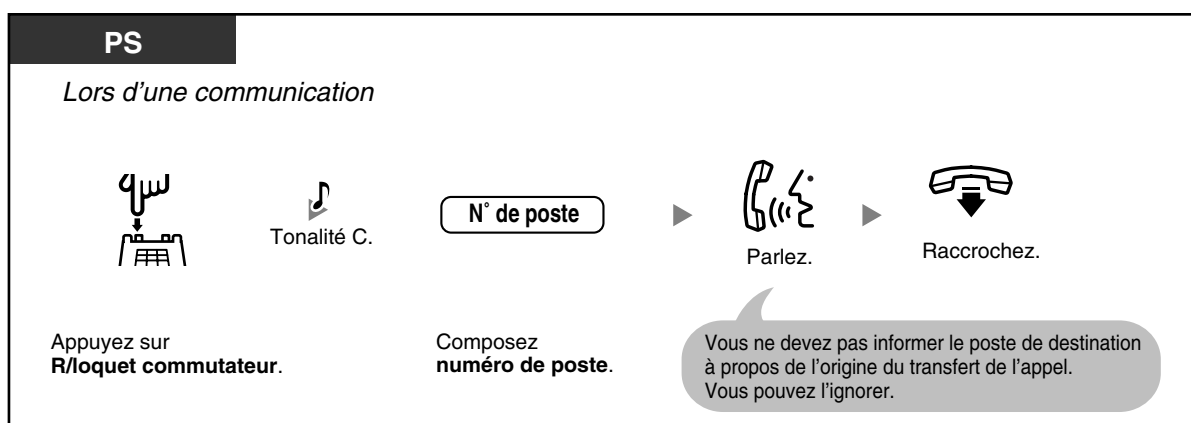 PS
Lors d'une communication
Tonalité C.
N˚ de poste
Parlez.
Raccrochez.
Appuyez sur
R/loquet commutateur.
Composez
numéro de poste.
Vous ne devez pas informer le poste de destination
à propos de l'origine du transfert de l'appel.
Vous pouvez l'ignorer.